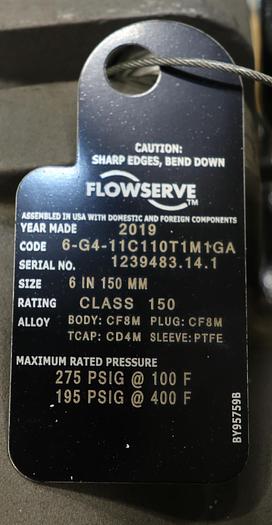 CAUTION:
SHARP EDGES, BEND DOWN
FLOWSERVE
TM
ASSEMBLED IN USA WITH DOMESTIC AND FOREIGN COMPONENTS
YEAR MADE 2019
CODE 6-G4-11C110T1M1GA
SERIAL NO. 1239483.14.1
SIZE 6 IN 150 MM
RATING CLASS 150
ALLOY BODY: CF8M PLUG: CF8M
TCAP: CD4M SLEEVE: PTFE
MAXIMUM RATED PRESSURE
275 PSIG @ 100 F
195 PSIG @ 400 F
BY95759B